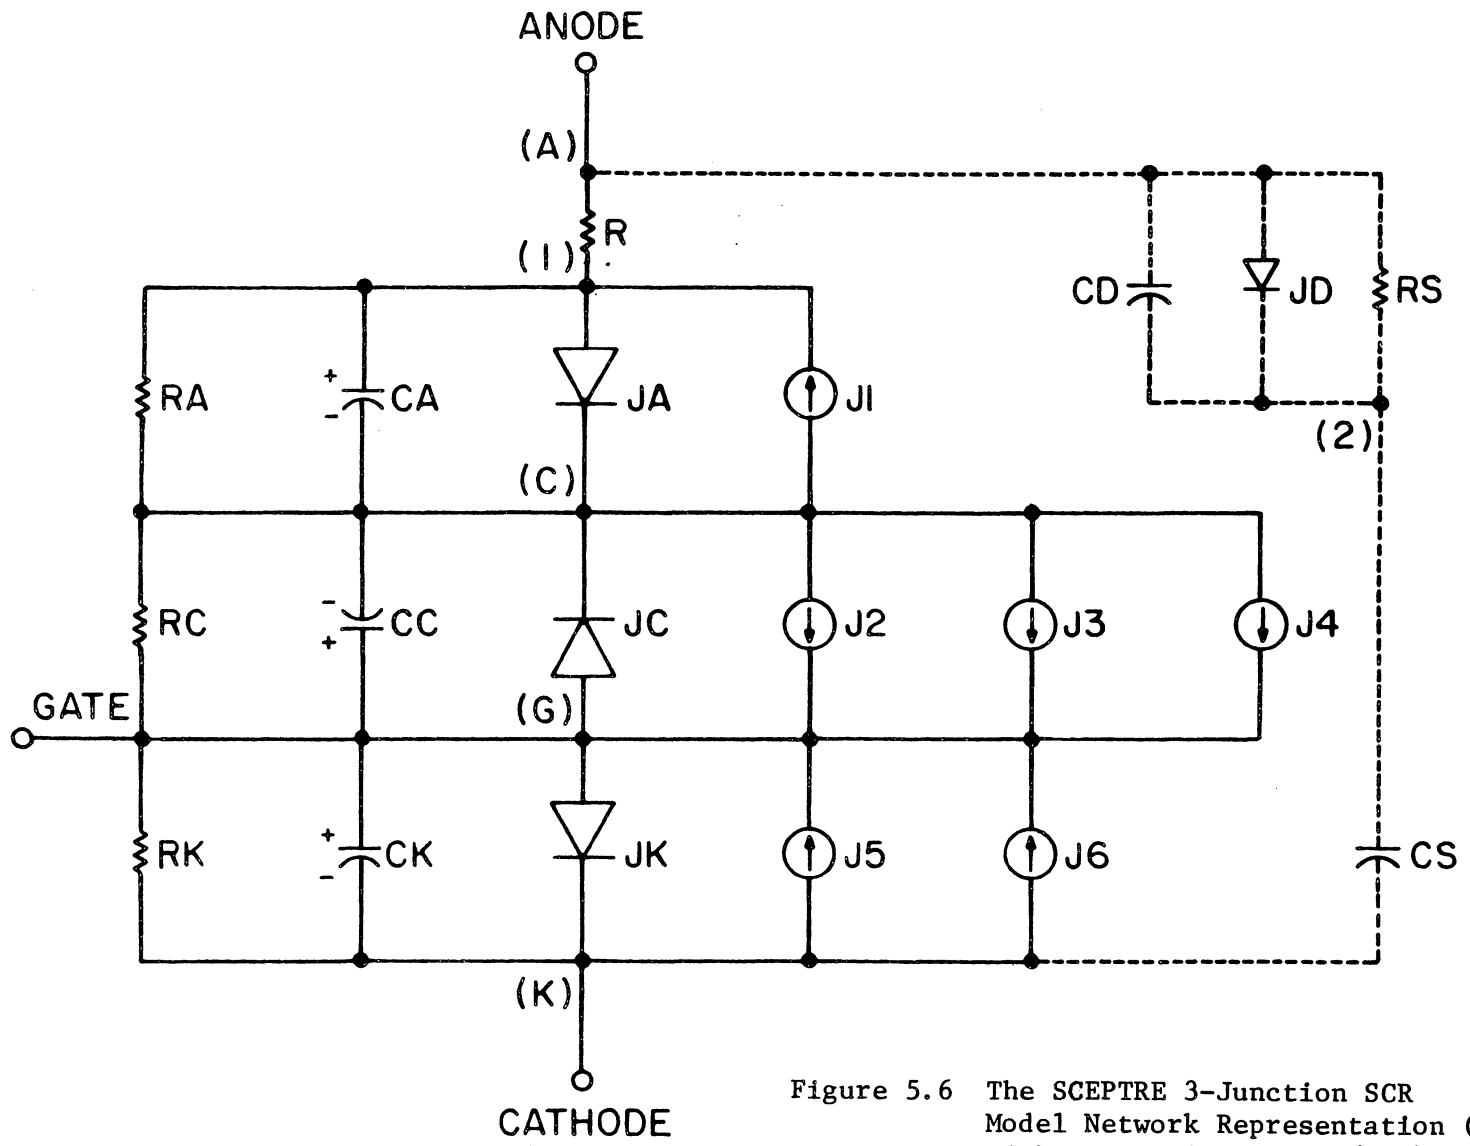 ANODE
(A)
R
(1)
CD
JD
RS
RA
+
-
CA
JA
J1
(2)
(C)
RC
-
+
CC
JC
J2
J3
J4
GATE
(G)
RK
+
-
CK
JK
J5
J6
CS
(K)
CATHODE
Figure 5.6 The SCEPTRE 3-Junction SCR
Model Network Representation (